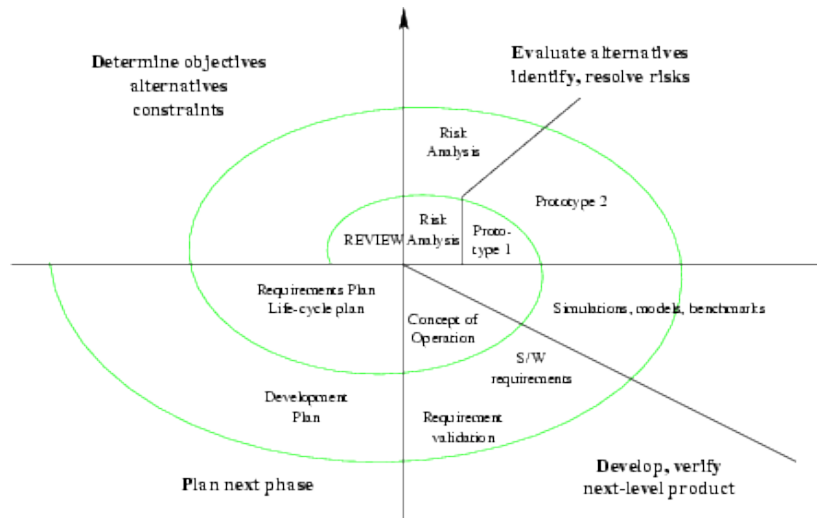 Determine objectives
alternatives
constraints
Evaluate alternatives
identify, resolve risks
Risk
Analysis
Prototype 2
REVIEW
Risk
Analysis
Proto-
type 1
Requirements Plan
Life-cycle plan
Concept of
Operation
Simulations, models, benchmarks
S/W
requirements
Development
Plan
Requirement
validation
Plan next phase
Develop, verify
next-level product